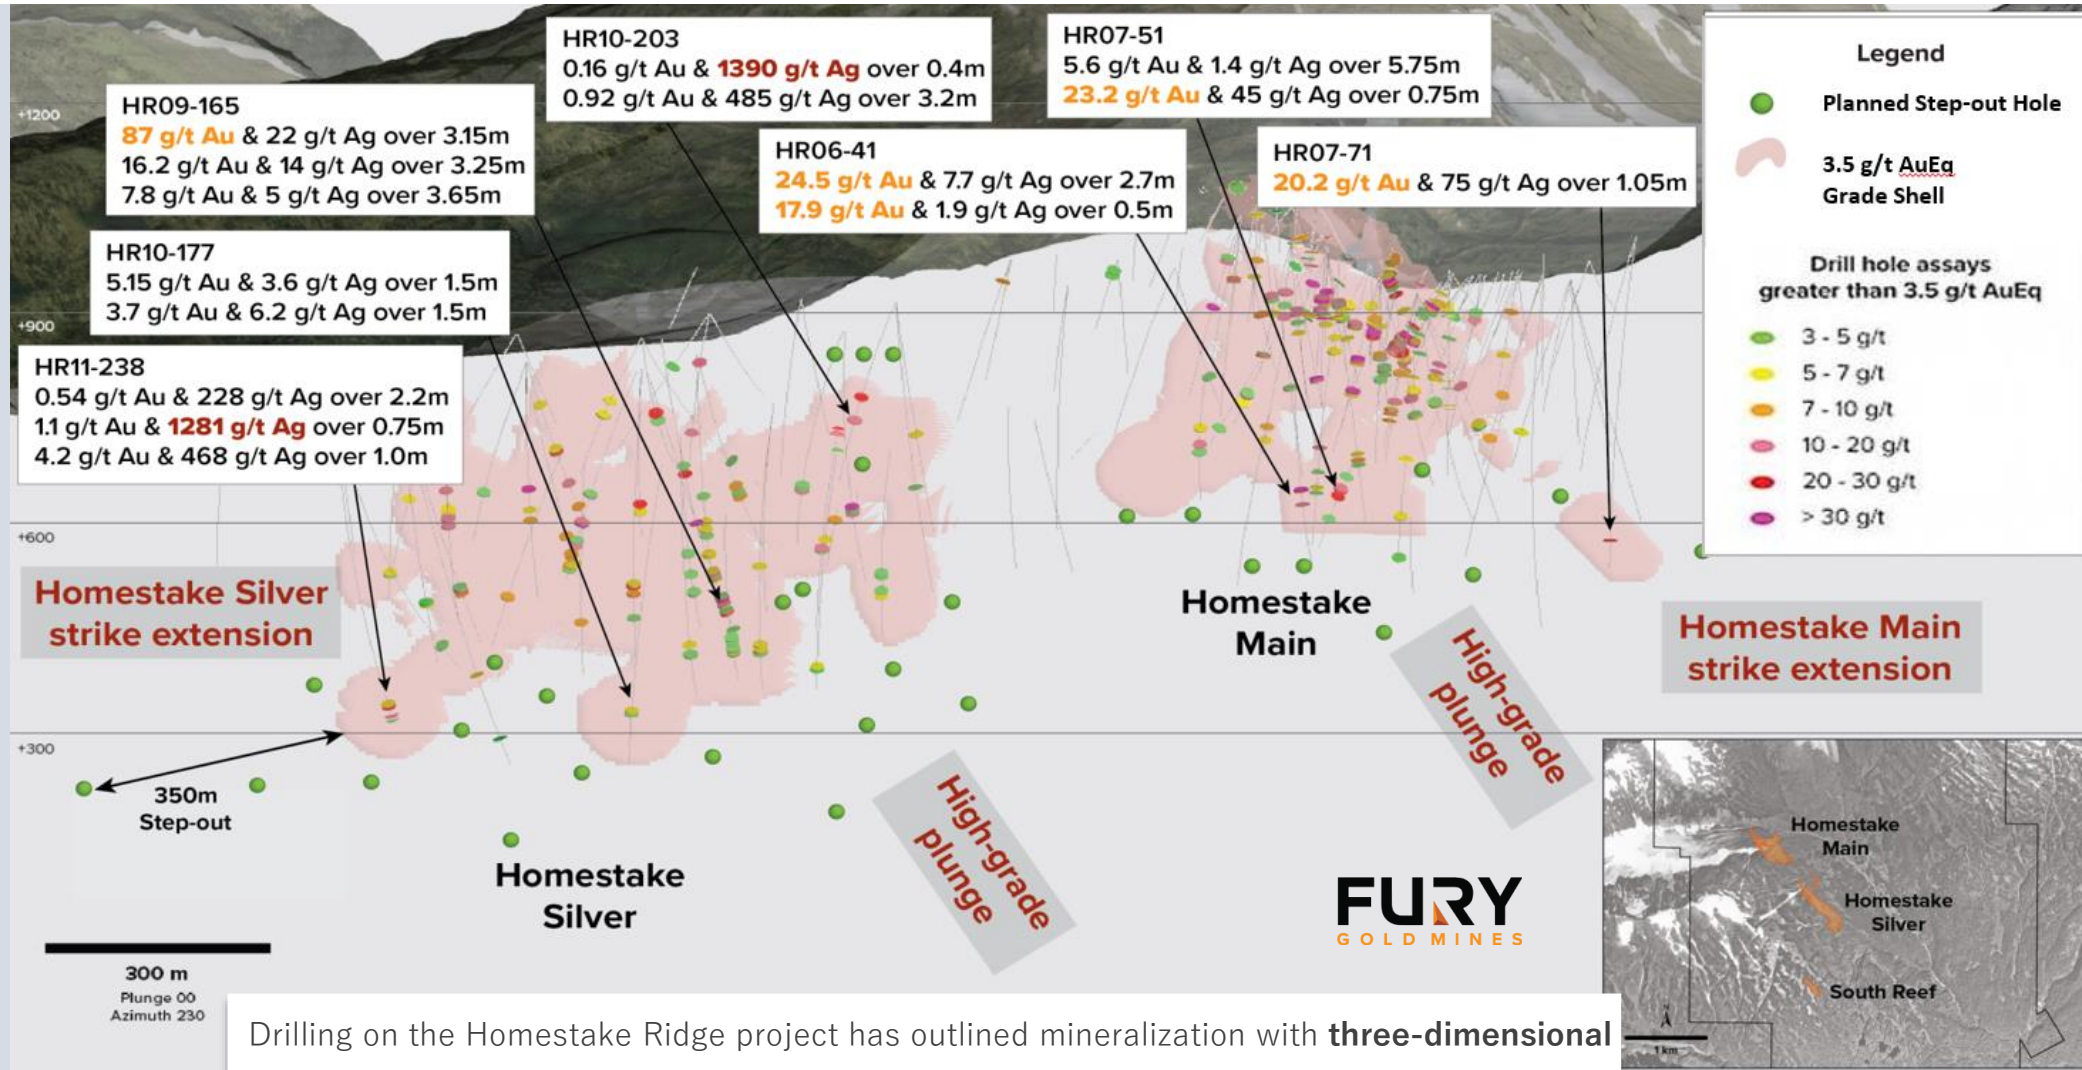 HR10-203
0.16 g/t Au & 1390 g/t Ag over 0.4m
0.92 g/t Au & 485 g/t Ag over 3.2m
HR07-51
5.6 g/t Au & 1.4 g/t Ag over 5.75m
23.2 g/t Au & 45 g/t Ag over 0.75m
HR09-165
87 g/t Au & 22 g/t Ag over 3.15m
16.2 g/t Au & 14 g/t Ag over 3.25m
7.8 g/t Au & 5 g/t Ag over 3.65m
HR06-41
24.5 g/t Au & 7.7 g/t Ag over 2.7m
17.9 g/t Au & 1.9 g/t Ag over 0.5m
HR07-71
20.2 g/t Au & 75 g/t Ag over 1.05m
HR10-177
5.15 g/t Au & 3.6 g/t Ag over 1.5m
3.7 g/t Au & 6.2 g/t Ag over 1.5m
HR11-238
0.54 g/t Au & 228 g/t Ag over 2.2m
1.1 g/t Au & 1281 g/t Ag over 0.75m
4.2 g/t Au & 468 g/t Ag over 1.0m
+1200
+900
+600
+300
Legend
Planned Step-out Hole
3.5 g/t AuEq
Grade Shell
Drill hole assays
greater than 3.5 g/t AuEq
3 - 5 g/t
5 - 7 g/t
7 - 10 g/t
10 - 20 g/t
20 - 30 g/t
> 30 g/t
Homestake Silver
strike extension
Homestake
Main
High-grade
plunge
Homestake Main
strike extension
350m
Step-out
Homestake
Silver
High-grade
plunge
FURY
GOLD MINES
300 m
Plunge 00
Azimuth 230
Homestake
Main
Homestake
Silver
South Reef
N
1 km
Drilling on the Homestake Ridge project has outlined mineralization with three-dimensional